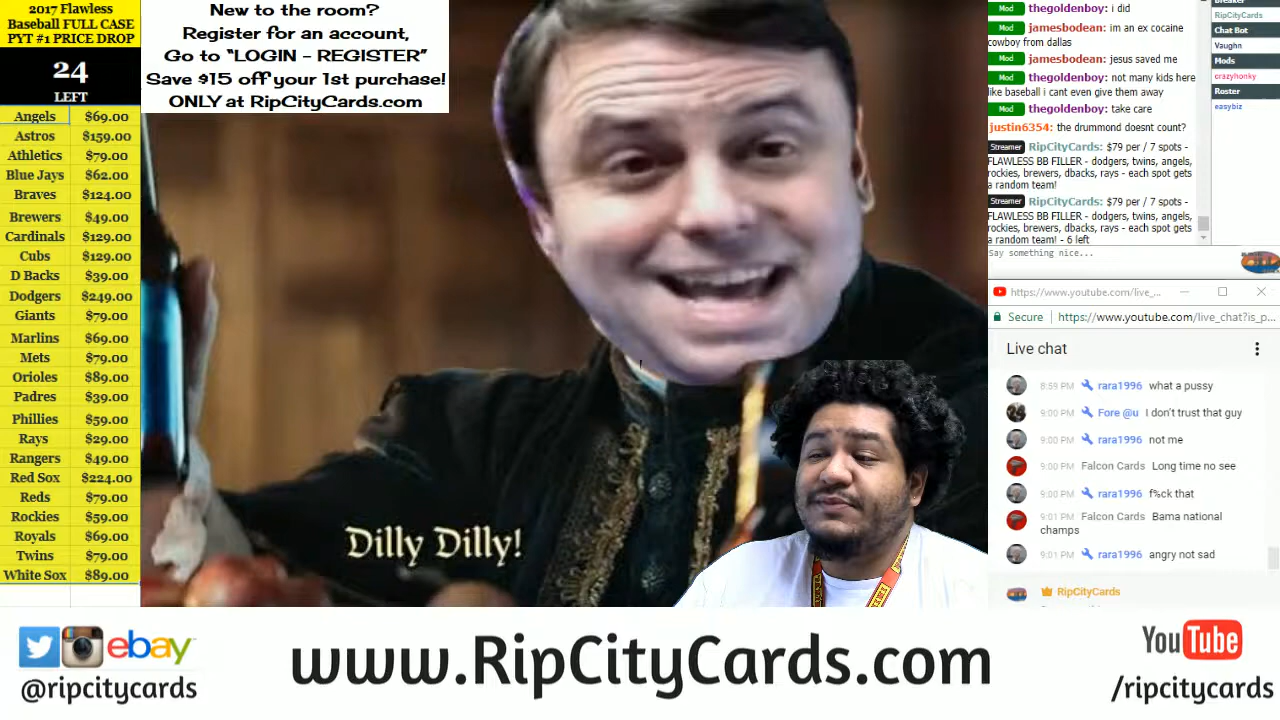 2017 Flawless
Baseball FULL CASE
PYT #1 PRICE DROP
24
LEFT
Angels $69.00
Astros $159.00
Athletics $79.00
Blue Jays $62.00
Braves $124.00
Brewers $49.00
Cardinals $129.00
Cubs $129.00
D Backs $39.00
Dodgers $249.00
Giants $79.00
Marlins $69.00
Mets $79.00
Orioles $89.00
Padres $39.00
Phillies $59.00
Rays $29.00
Rangers $49.00
Red Sox $224.00
Reds $79.00
Rockies $59.00
Royals $69.00
Twins $79.00
White Sox $89.00
New to the room?
Register for an account,
Go to “LOGIN - REGISTER”
Save $15 off your 1st purchase!
ONLY at RipCityCards.com
Dilly Dilly!
Mod thegoldenboy: i did
Mod jamesbodean: im an ex cocaine
cowboy from dallas
Mod jamesbodean: jesus saved me
Mod thegoldenboy: not many kids here
like baseball i cant even give them away
Mod thegoldenboy: take care
justin6354: the drummond doesnt count?
Streamer RipCityCards: $79 per / 7 spots -
FLAWLESS BB FILLER - dodgers, twins, angels,
rockies, brewers, dbacks, rays - each spot gets
a random team!
Streamer RipCityCards: $79 per / 7 spots -
FLAWLESS BB FILLER - dodgers, twins, angels,
rockies, brewers, dbacks, rays - each spot gets
a random team! - 6 left
Say something nice...
Breaker
RipCityCards
Chat Bot
Vaughn
Mods
crazyhonky
Roster
easybiz
https://www.youtube.com/live_...
Secure https://www.youtube.com/live_chat?is_p...
Live chat
8:59 PM rara1996 what a pussy
9:00 PM Fore @u I don't trust that guy
9:00 PM rara1996 not me
9:00 PM Falcon Cards Long time no see
9:00 PM rara1996 f%ck that
9:01 PM Falcon Cards Bama national
champs
9:01 PM rara1996 angry not sad
RipCityCards
ebay
@ripcitycards
www.RipCityCards.com
YouTube
/ripcitycards